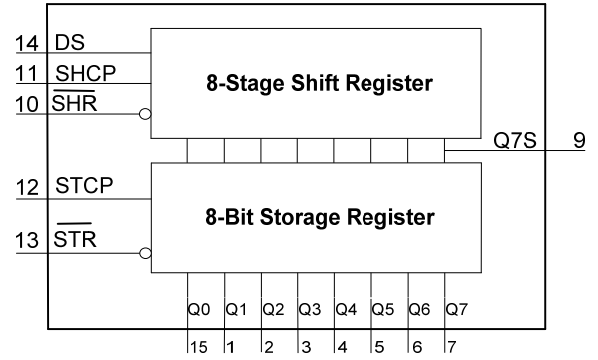 14 DS
11 SHCP
10 SHR
8-Stage Shift Register
Q7S 9
12 STCP
13 STR
8-Bit Storage Register
Q0 Q1 Q2 Q3 Q4 Q5 Q6 Q7
15 1 2 3 4 5 6 7